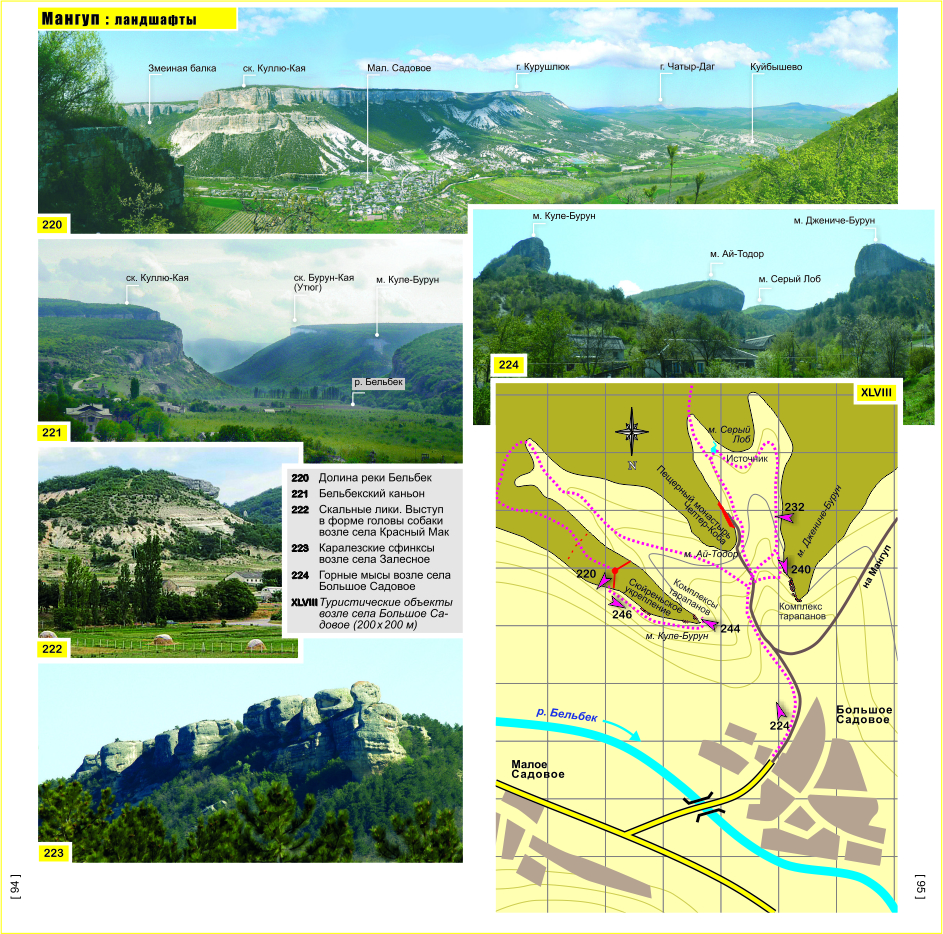 Мангуп : ландшафты
Змеиная балка
ск. Куллю-Кая
Мал. Садовое
г. Курушлюк
г. Чатыр-Даг
Куйбышево
220
м. Куле-Бурун
м. Джениче-Бурун
м. Ай-Тодор
м. Серый Лоб
224
ск. Куллю-Кая
ск. Бурун-Кая
(Утюг)
м. Куле-Бурун
р. Бельбек
221
220 Долина реки Бельбек
221 Бельбекский каньон
222 Скальные лики. Выступ
в форме головы собаки
возле села Красный Мак
223 Каралезские сфинксы
возле села Залесное
224 Горные мысы возле села
Большое Садовое
XLVIII Туристические объекты
возле села Большое Са-
довое (200 x 200 м)
222
223
XLVIII
м. Серый
Лоб
Источник
N
Пещерный монастырь
Челтер-Коба
232
м. Джениче-Бурун
м. Ай-Тодор
240
на Мангуп
220
Сюйреньское
укрепление
Комплексы
тарапанов
Комплекс
тарапанов
246
244
м. Куле-Бурун
224
Большое
Садовое
р. Бельбек
Малое
Садовое
[ 94 ]
[ 95 ]